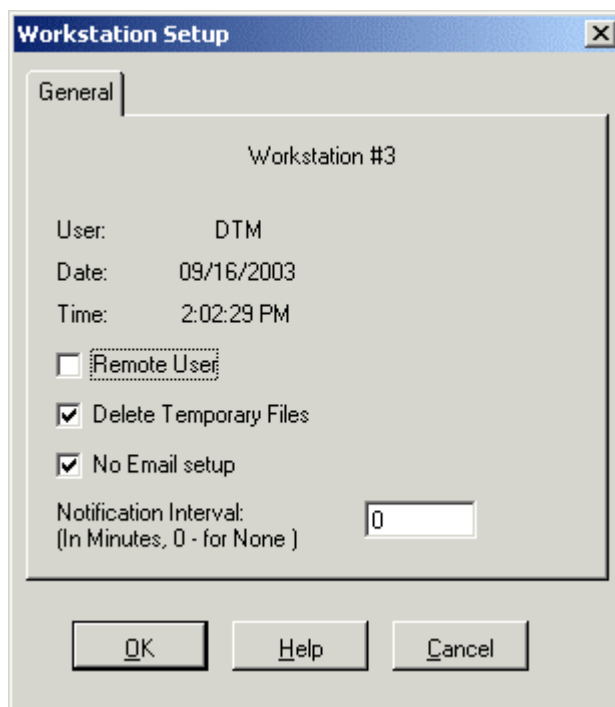 Workstation Setup
General
Workstation #3
User: DTM
Date: 09/16/2003
Time: 2:02:29 PM
Remote User
Delete Temporary Files
No Email setup
Notification Interval: 0
(In Minutes, 0 - for None )
OK Help Cancel